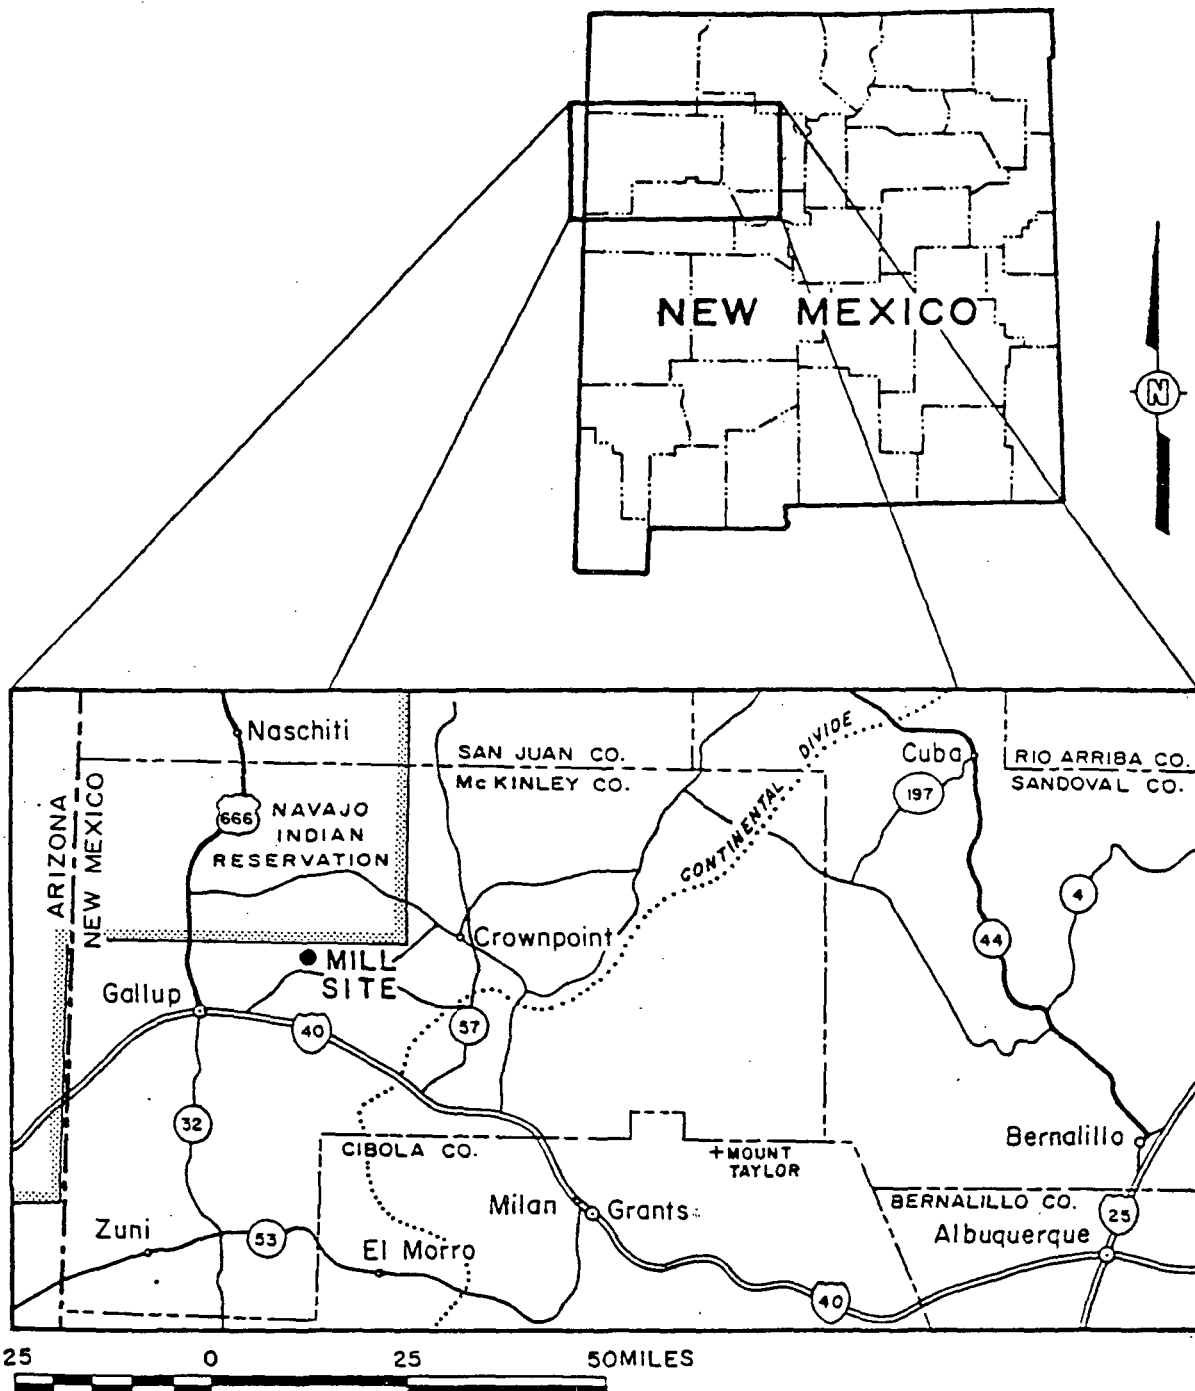 NEW MEXICO
N
Naschiti
SAN JUAN CO.
McKINLEY CO.
CONTINENTAL DIVIDE
Cuba
RIO ARRIBA CO.
SANDOVAL CO.
197
666
NAVAJO
INDIAN
RESERVATION
ARIZONA
NEW MEXICO
4
44
Crownpoint
MILL
SITE
Gallup
40
57
32
CIBOLA CO.
+MOUNT
TAYLOR
Bernalillo
BERNALILLO CO.
Milan
Grants
25
Albuquerque
Zuni
53
El Morro
40
25 0 25 50MILES